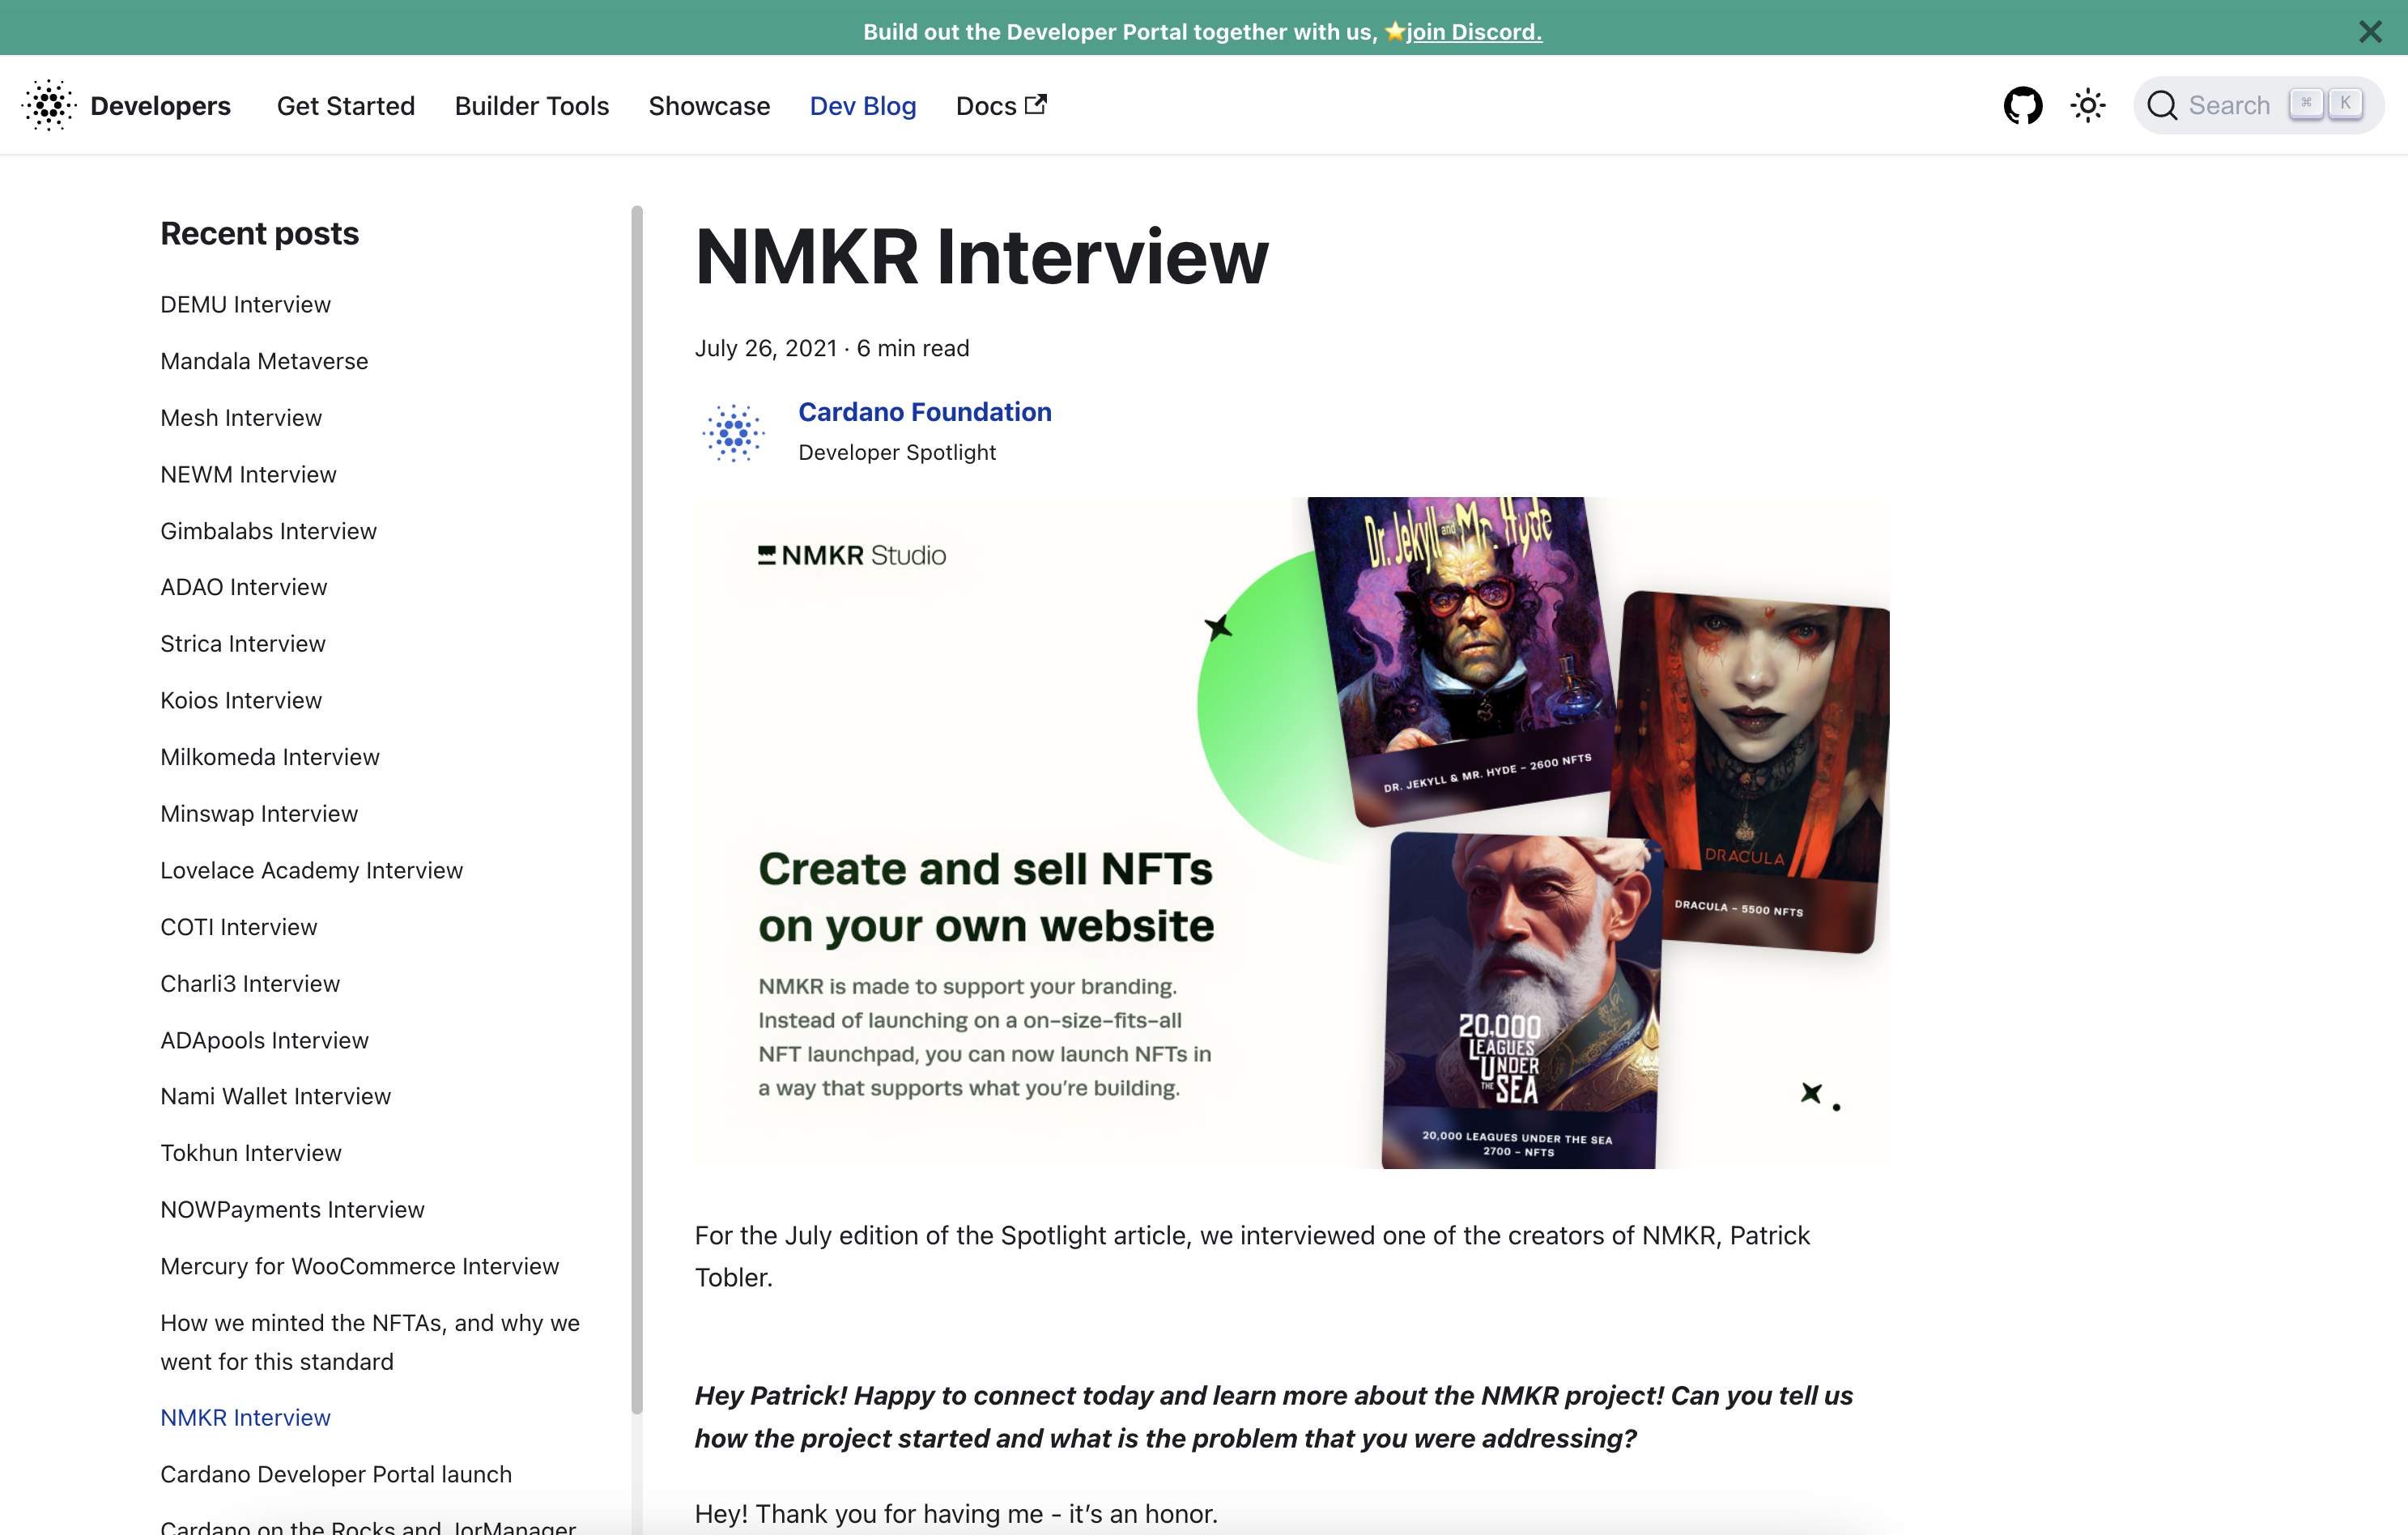 Build out the Developer Portal together with us, ⭐join Discord.
Developers
Get Started
Builder Tools
Showcase
Dev Blog
Docs
Search
⌘
K
Recent posts
DEMU Interview
Mandala Metaverse
Mesh Interview
NEWM Interview
Gimbalabs Interview
ADAO Interview
Strica Interview
Koios Interview
Milkomeda Interview
Minswap Interview
Lovelace Academy Interview
COTI Interview
Charli3 Interview
ADApools Interview
Nami Wallet Interview
Tokhun Interview
NOWPayments Interview
Mercury for WooCommerce Interview
How we minted the NFTAs, and why we
went for this standard
NMKR Interview
Cardano Developer Portal launch
Cardano on the Rocks and JorManager
NMKR Interview
July 26, 2021 · 6 min read
Cardano Foundation
Developer Spotlight
NMKR Studio
Create and sell NFTs
on your own website
NMKR is made to support your branding.
Instead of launching on a on-size-fits-all
NFT launchpad, you can now launch NFTs in
a way that supports what you're building.
Dr. Jekyll and Mr. Hyde
DR. JEKYLL & MR. HYDE – 2600 NFTS
DRACULA
DRACULA – 5500 NFTS
20.000
LEAGUES
UNDER
THE SEA
20,000 LEAGUES UNDER THE SEA
2700 – NFTS
For the July edition of the Spotlight article, we interviewed one of the creators of NMKR, Patrick
Tobler.
Hey Patrick! Happy to connect today and learn more about the NMKR project! Can you tell us
how the project started and what is the problem that you were addressing?
Hey! Thank you for having me - it's an honor.